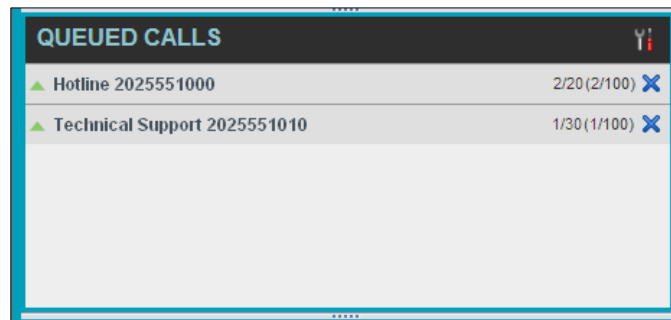 QUEUED CALLS
Hotline 2025551000 2/20(2/100)
Technical Support 2025551010 1/30(1/100)